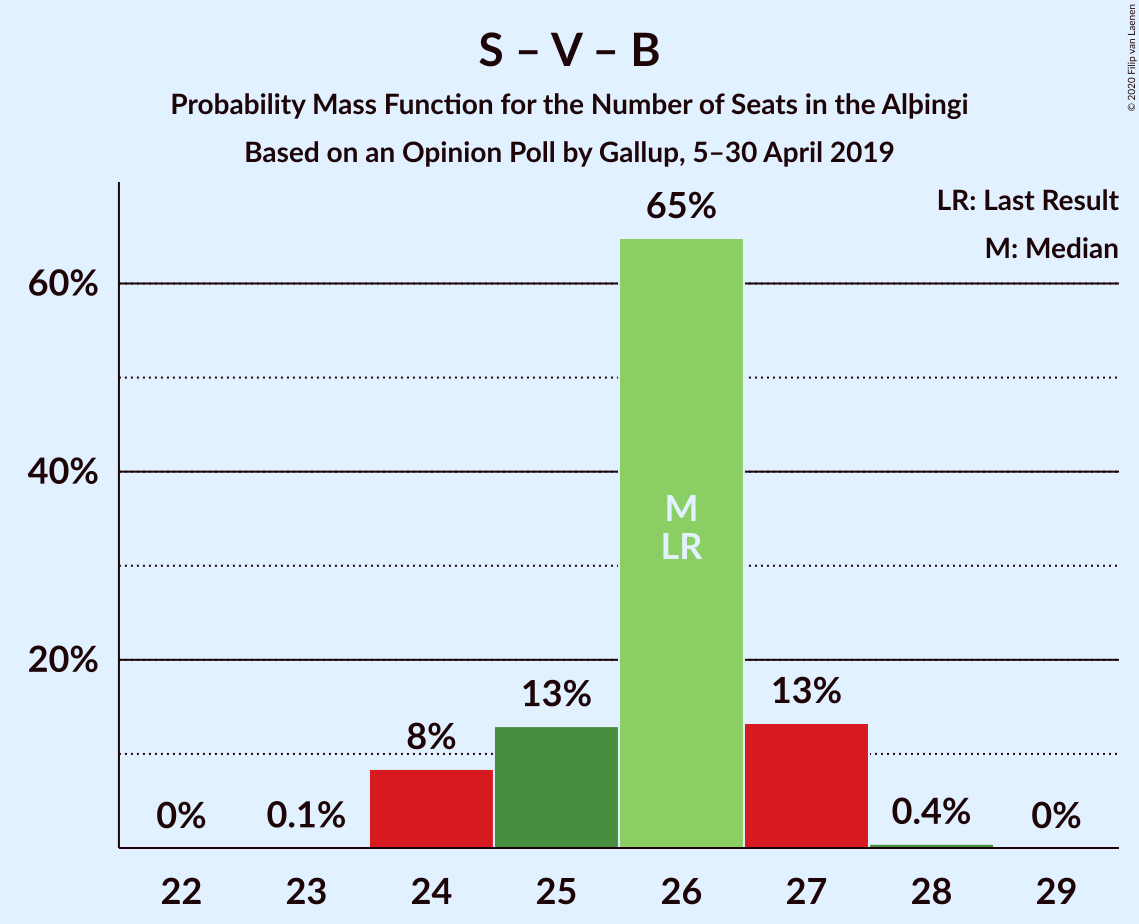 S – V – B
Probability Mass Function for the Number of Seats in the Alþingi
Based on an Opinion Poll by Gallup, 5–30 April 2019
© 2020 Filip van Laenen
LR: Last Result
M: Median
60%
40%
20%
0%
0.1%
8%
13%
65%
M
LR
13%
0.4%
0%
22
23
24
25
26
27
28
29